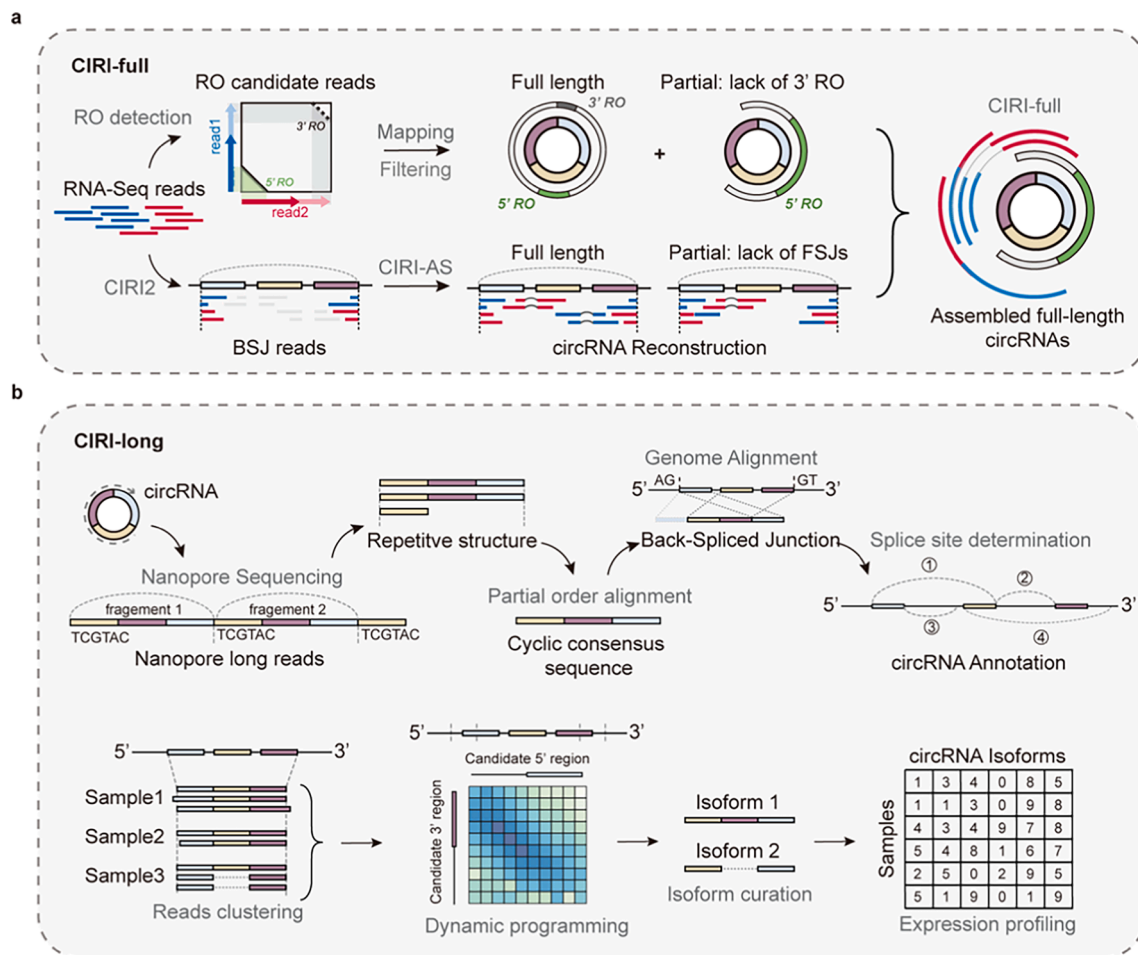 a
CIRI-full
RO candidate reads
RO detection
read1
3' RO
5' RO
read2
RNA-Seq reads
Mapping
Filtering
Full length
3' RO
5' RO
+
Partial: lack of 3' RO
5' RO
CIRI-full
CIRI2
BSJ reads
CIRI-AS
Full length
Partial: lack of FSJs
circRNA Reconstruction
Assembled full-length
circRNAs
b
CIRI-long
circRNA
Nanopore Sequencing
fragement 1
fragement 2
TCGTAC
TCGTAC
TCGTAC
Nanopore long reads
Repetitve structure
Partial order alignment
Cyclic consensus
sequence
Genome Alignment
5'
AG
GT
3'
Back-Spliced Junction
Splice site determination
①
②
5'
3'
③
④
circRNA Annotation
5'
3'
Sample1
Sample2
Sample3
Reads clustering
5'
3'
Candidate 5' region
Candidate 3' region
Dynamic programming
Isoform 1
Isoform 2
Isoform curation
circRNA Isoforms
Samples
1 3 4 0 8 5
1 1 3 0 9 8
4 3 4 9 7 8
5 4 8 1 6 7
2 5 0 2 9 5
5 1 9 0 1 9
Expression profiling